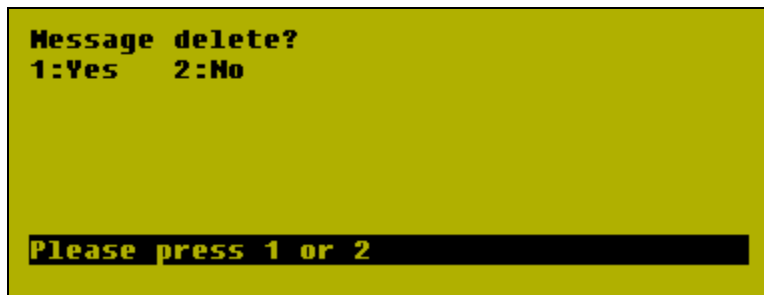 Message delete?
1:Yes   2:No
Please press 1 or 2